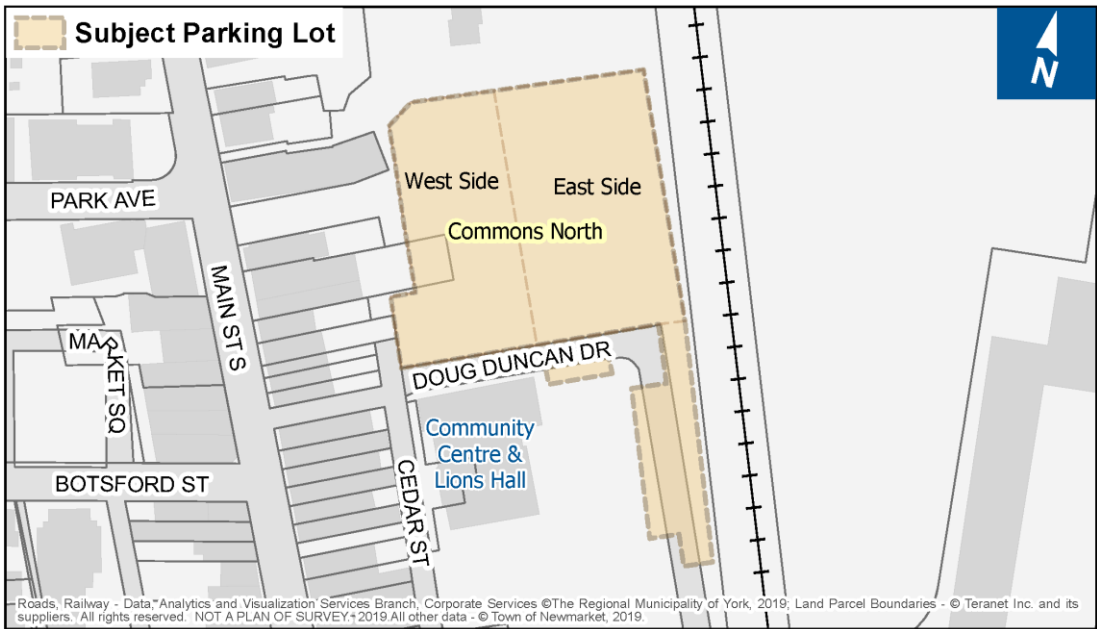 Subject Parking Lot
N
West Side
East Side
PARK AVE
Commons North
MAIN ST S
MARKET SQ
DOUG DUNCAN DR
Community
Centre &
Lions Hall
BOTSFORD ST
CEDAR ST
Roads, Railway - Data, Analytics and Visualization Services Branch, Corporate Services ©The Regional Municipality of York, 2019; Land Parcel Boundaries - © Teranet Inc. and its
suppliers. All rights reserved. NOT A PLAN OF SURVEY. 2019.All other data - © Town of Newmarket, 2019.